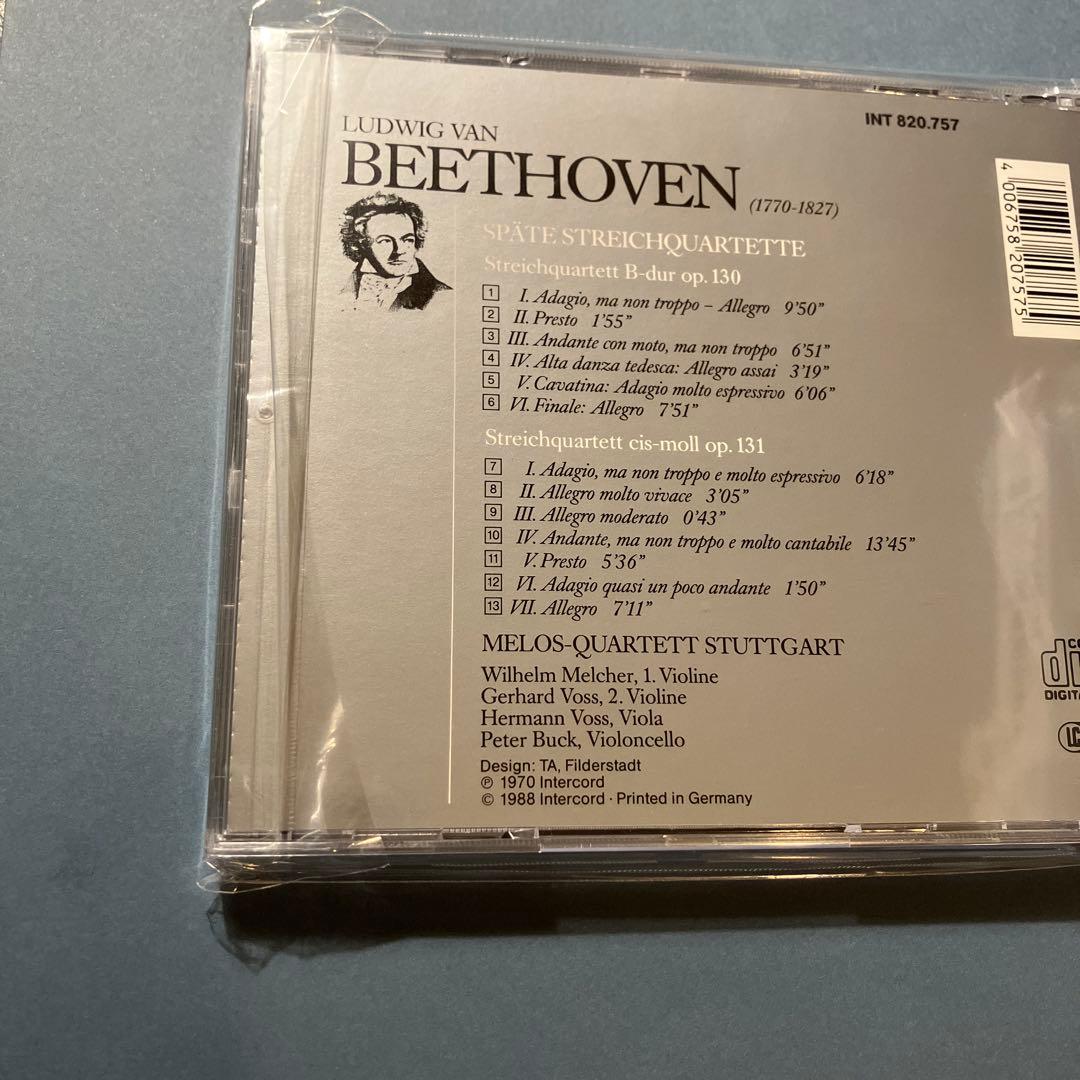 INT 820.757
4 006758 207575
LUDWIG VAN
BEETHOVEN (1770-1827)
SPÄTE STREICHQUARTETTE
Streichquartett B-dur op. 130
1 I. Adagio, ma non troppo – Allegro 9'50"
2 II. Presto 1'55"
3 III. Andante con moto, ma non troppo 6'51"
4 IV. Alta danza tedesca: Allegro assai 3'19"
5 V. Cavatina: Adagio molto espressivo 6'06"
6 VI. Finale: Allegro 7'51"
Streichquartett cis-moll op. 131
7 I. Adagio, ma non troppo e molto espressivo 6'18"
8 II. Allegro molto vivace 3'05"
9 III. Allegro moderato 0'43"
10 IV. Andante, ma non troppo e molto cantabile 13'45"
11 V. Presto 5'36"
12 VI. Adagio quasi un poco andante 1'50"
13 VII. Allegro 7'11"
MELOS-QUARTETT STUTTGART
Wilhelm Melcher, 1. Violine
Gerhard Voss, 2. Violine
Hermann Voss, Viola
Peter Buck, Violoncello
Design: TA, Filderstadt
℗ 1970 Intercord
© 1988 Intercord · Printed in Germany